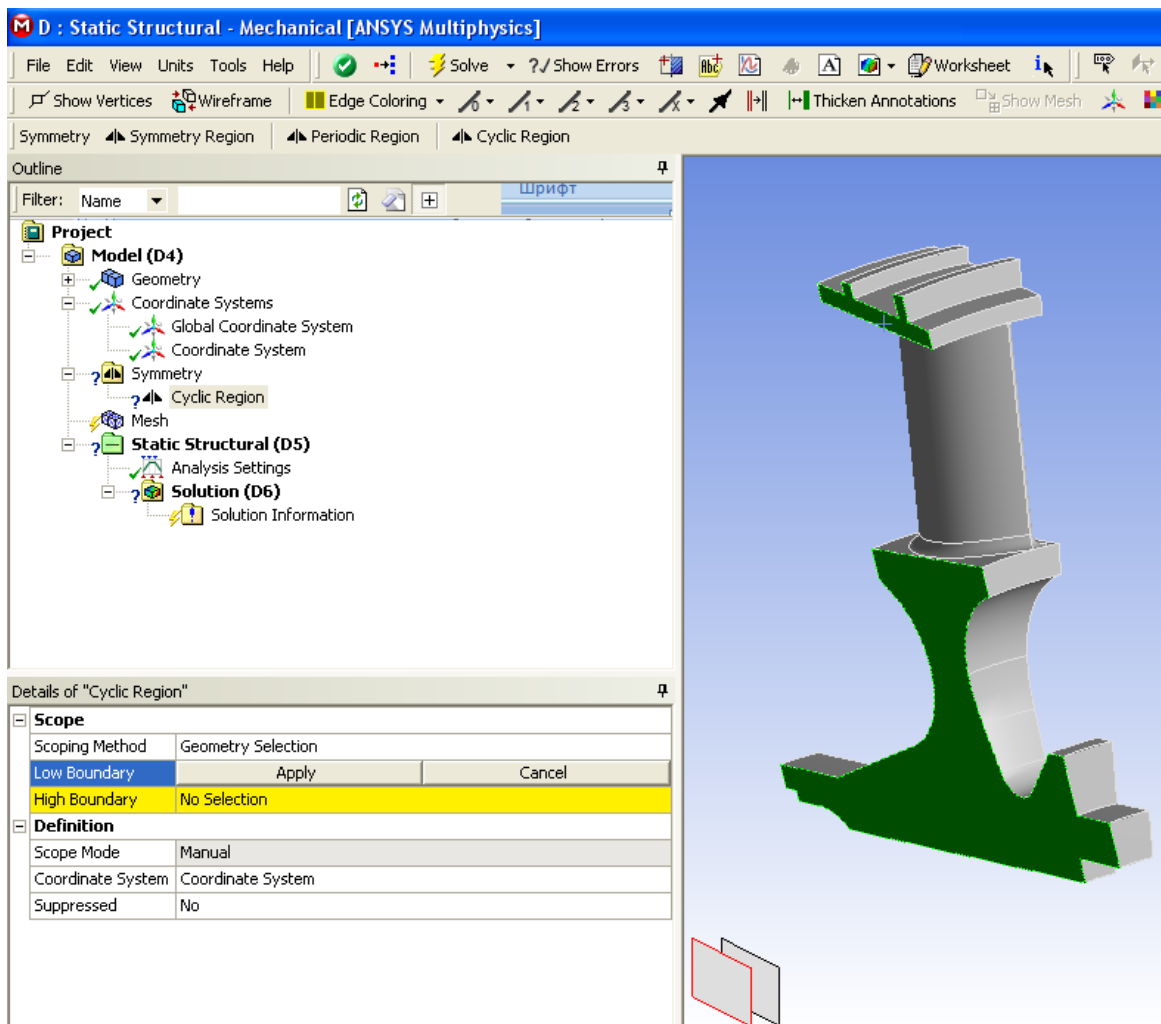 D : Static Structural - Mechanical [ANSYS Multiphysics]
File Edit View Units Tools Help Solve ?/ Show Errors A Worksheet i
Show Vertices Wireframe Edge Coloring Thicken Annotations Show Mesh
Symmetry Symmetry Region Periodic Region Cyclic Region
Outline
Filter: Name
Шрифт
Project
Model (D4)
Geometry
Coordinate Systems
Global Coordinate System
Coordinate System
Symmetry
Cyclic Region
Mesh
Static Structural (D5)
Analysis Settings
Solution (D6)
Solution Information
Details of "Cyclic Region"
Scope
Scoping Method Geometry Selection
Low Boundary Apply Cancel
High Boundary No Selection
Definition
Scope Mode Manual
Coordinate System Coordinate System
Suppressed No